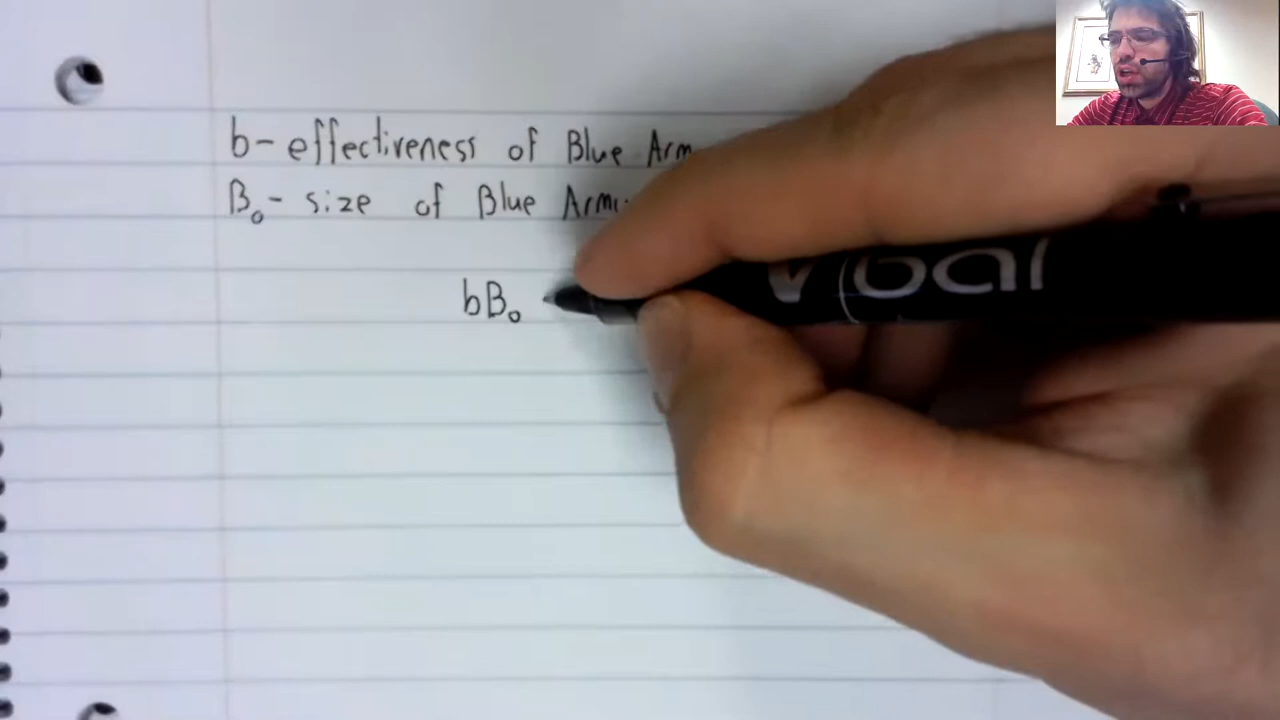 b- effectiveness of Blue
B₀- size of Blue
bB₀